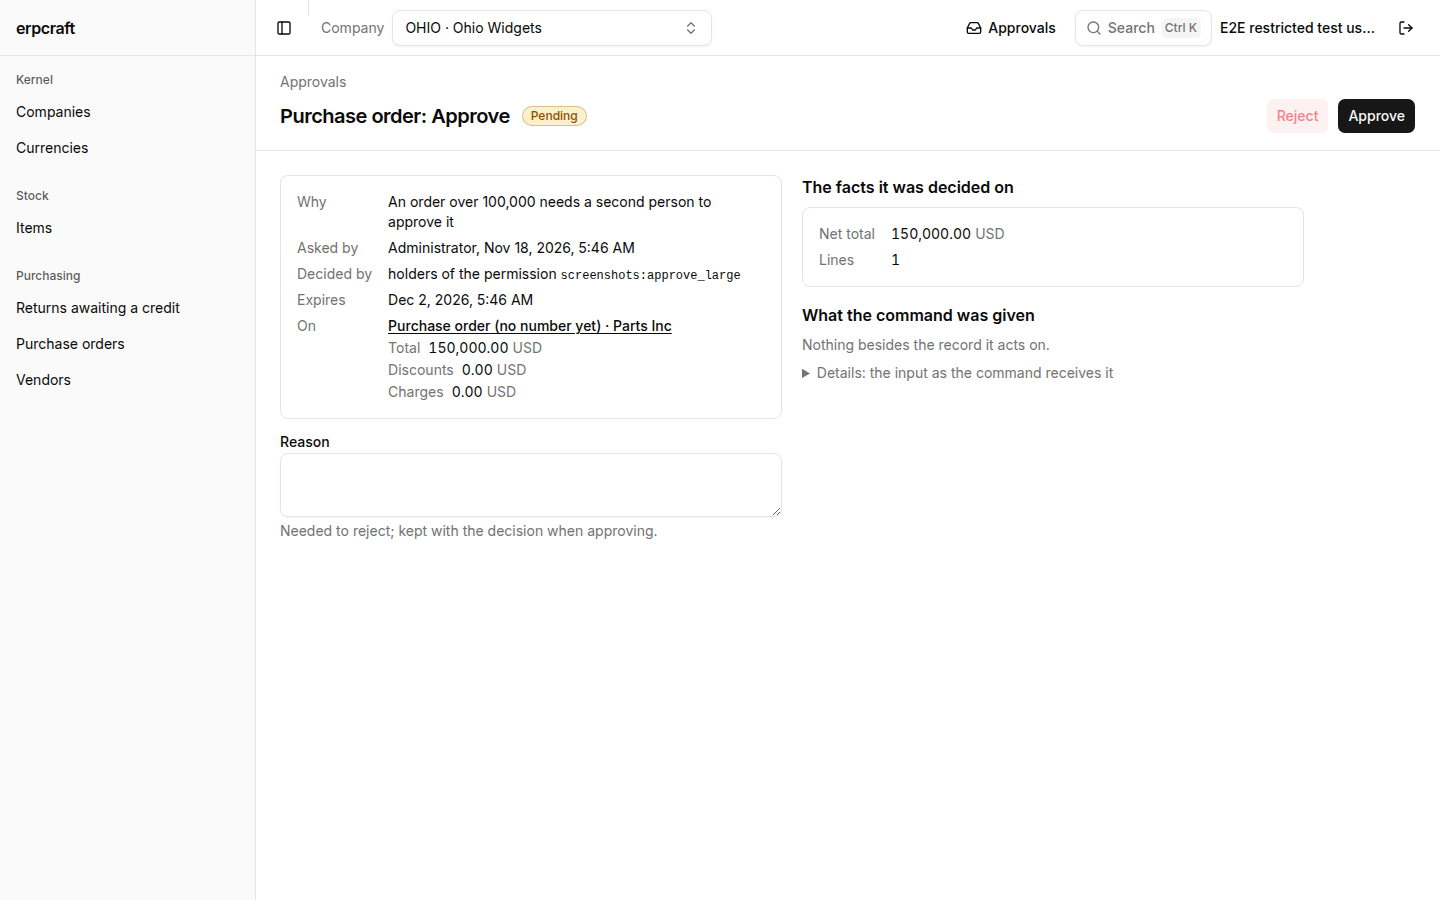 erpcraft
Company
OHIO · Ohio Widgets
Approvals
Search
Ctrl K
E2E restricted test us...
Kernel
Companies
Currencies
Stock
Items
Purchasing
Returns awaiting a credit
Purchase orders
Vendors
Approvals
Purchase order: Approve
Pending
Reject
Approve
Why
An order over 100,000 needs a second person to
approve it
Asked by
Administrator, Nov 18, 2026, 5:46 AM
Decided by
holders of the permission screenshots:approve_large
Expires
Dec 2, 2026, 5:46 AM
On
Purchase order (no number yet) · Parts Inc
Total 150,000.00 USD
Discounts 0.00 USD
Charges 0.00 USD
Reason
Needed to reject; kept with the decision when approving.
The facts it was decided on
Net total 150,000.00 USD
Lines 1
What the command was given
Nothing besides the record it acts on.
Details: the input as the command receives it